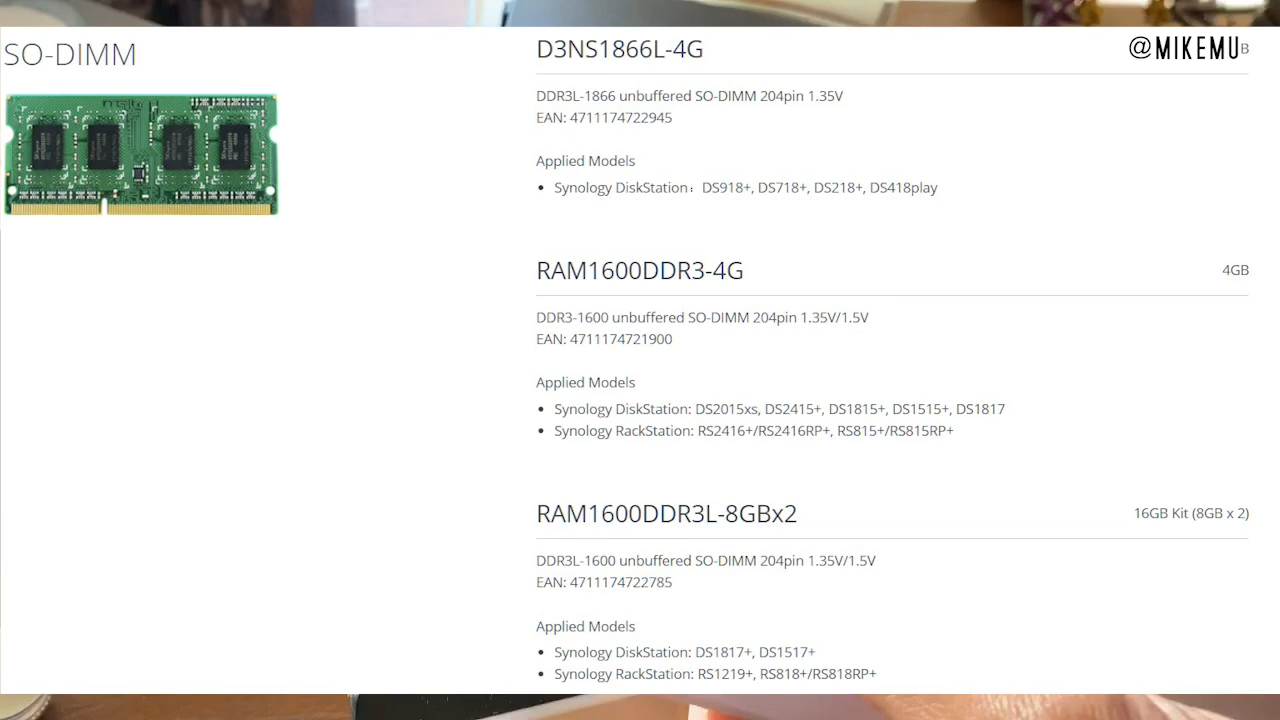 SO-DIMM
D3NS1866L-4G
@MIKEMU
B
DDR3L-1866 unbuffered SO-DIMM 204pin 1.35V
EAN: 4711174722945
Applied Models
• Synology DiskStation: DS918+, DS718+, DS218+, DS418play
RAM1600DDR3-4G
4GB
DDR3-1600 unbuffered SO-DIMM 204pin 1.35V/1.5V
EAN: 4711174721900
Applied Models
• Synology DiskStation: DS2015xs, DS2415+, DS1815+, DS1515+, DS1817
• Synology RackStation: RS2416+/RS2416RP+, RS815+/RS815RP+
RAM1600DDR3L-8GBx2
16GB Kit (8GB x 2)
DDR3L-1600 unbuffered SO-DIMM 204pin 1.35V/1.5V
EAN: 4711174722785
Applied Models
• Synology DiskStation: DS1817+, DS1517+
• Synology RackStation: RS1219+, RS818+/RS818RP+